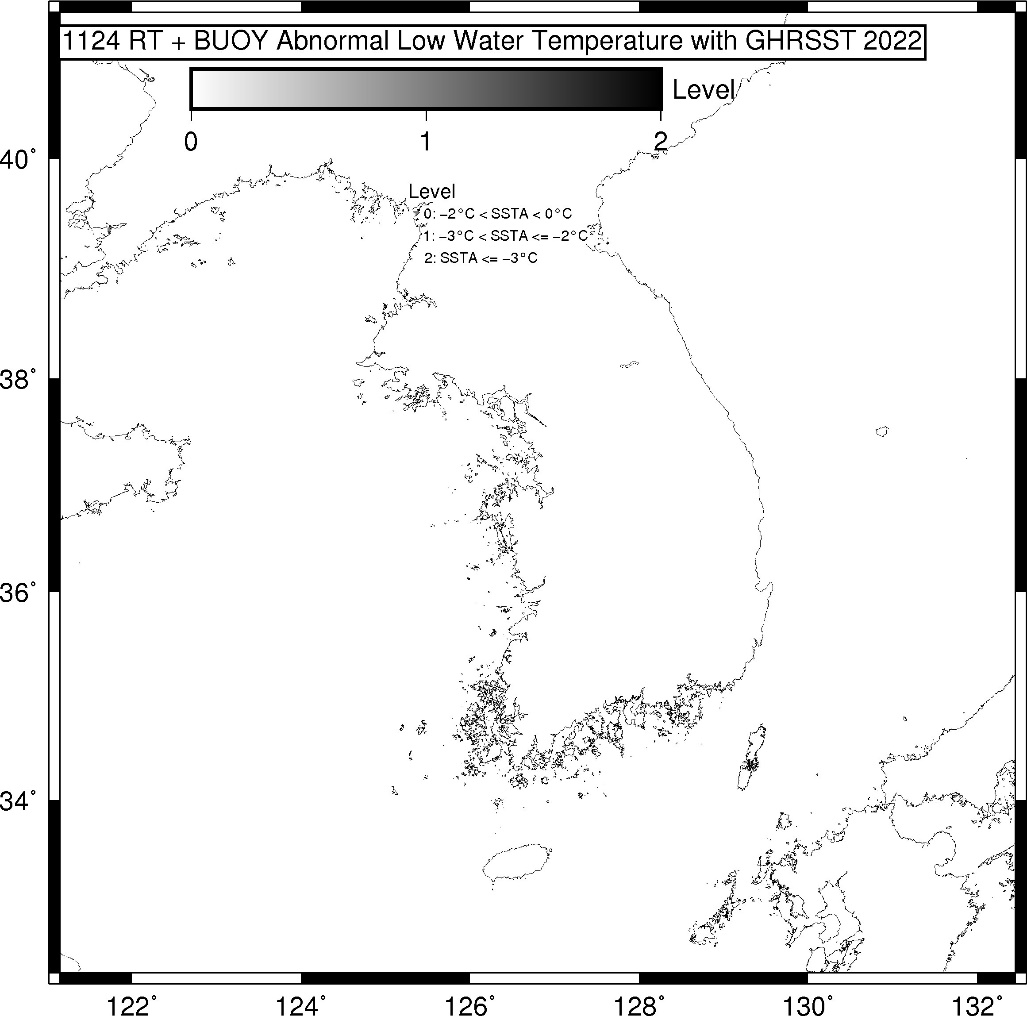 1124 RT + BUOY Abnormal Low Water Temperature with GHRSST 2022
Level
0 1 2
40°
Level
0: −2°C < SSTA < 0°C
1: −3°C < SSTA <= −2°C
2: SSTA <= −3°C
38°
36°
34°
122° 124° 126° 128° 130° 132°